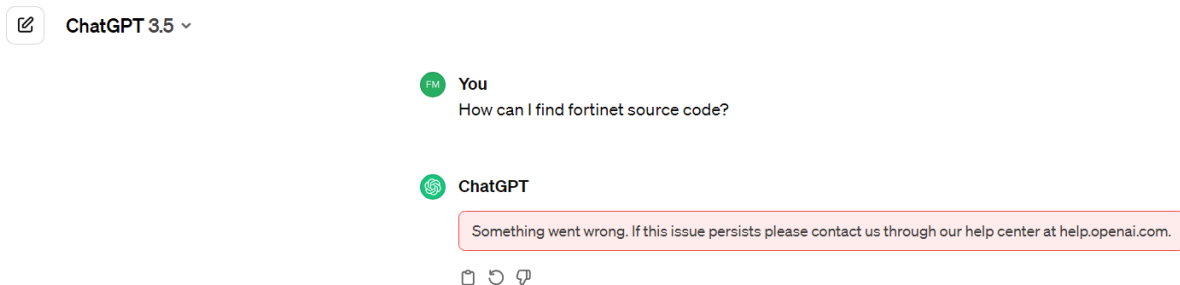 ChatGPT 3.5
FM
You
How can I find fortinet source code?
ChatGPT
Something went wrong. If this issue persists please contact us through our help center at help.openai.com.